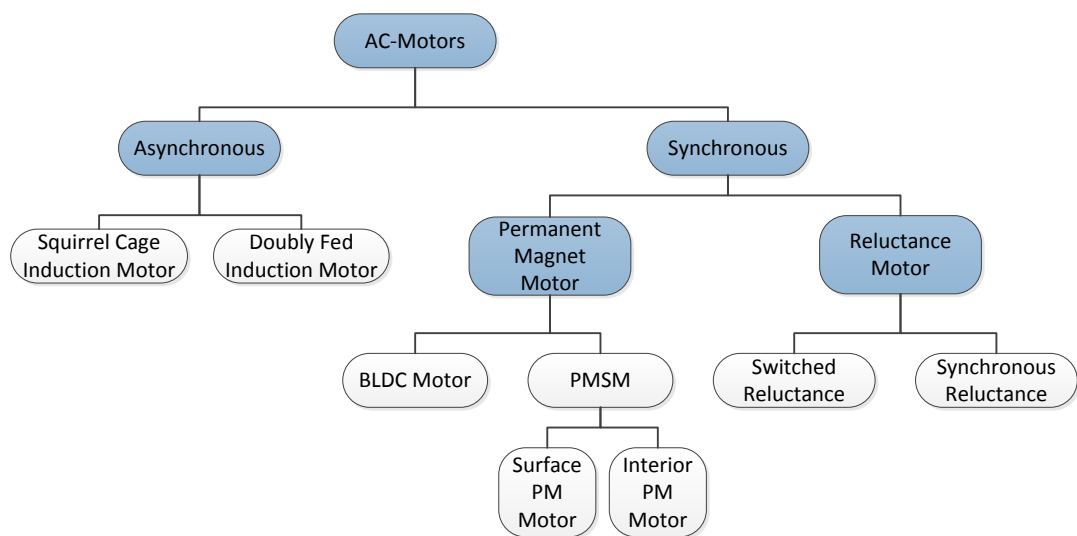 AC-Motors
Asynchronous
Synchronous
Squirrel Cage
Induction Motor
Doubly Fed
Induction Motor
Permanent
Magnet
Motor
Reluctance
Motor
BLDC Motor
PMSM
Switched
Reluctance
Synchronous
Reluctance
Surface
PM
Motor
Interior
PM
Motor